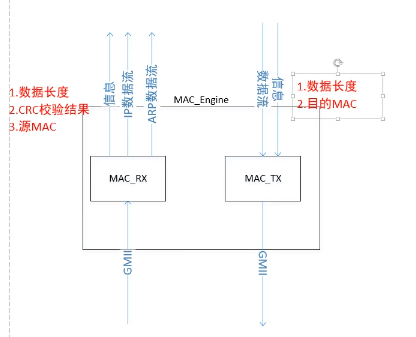 信息
IP数据流
ARP数据流
数据流
信息
1.数据长度
2.CRC校验结果
3.源MAC
MAC_Engine
1.数据长度
2.目的MAC
MAC_RX
MAC_TX
GMII
GMII